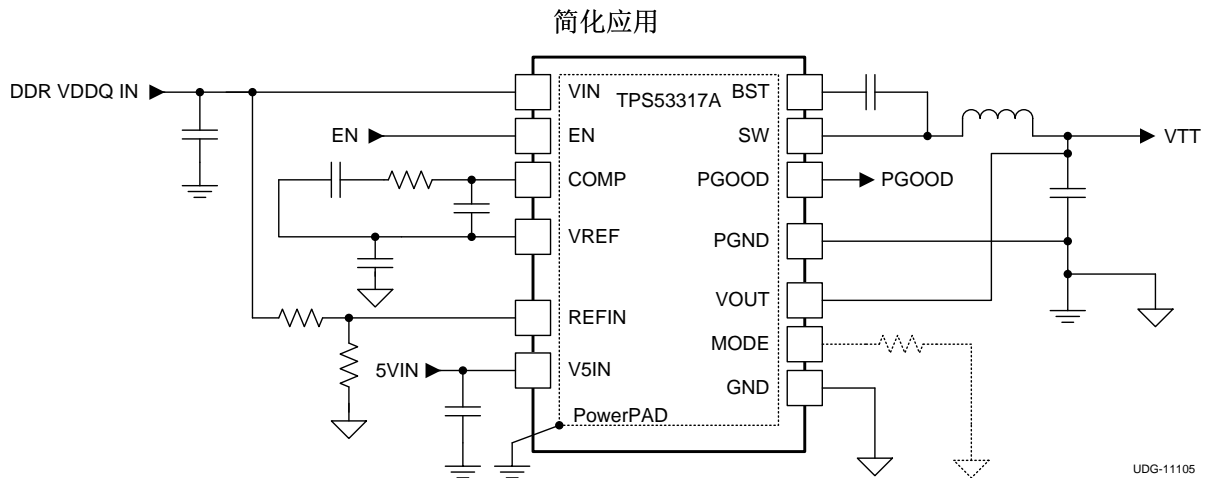 简化应用
DDR VDDQ IN
VIN
TPS53317A
BST
EN
EN
SW
VTT
COMP
PGOOD
PGOOD
VREF
PGND
REFIN
VOUT
5VIN
V5IN
MODE
GND
PowerPAD
UDG-11105